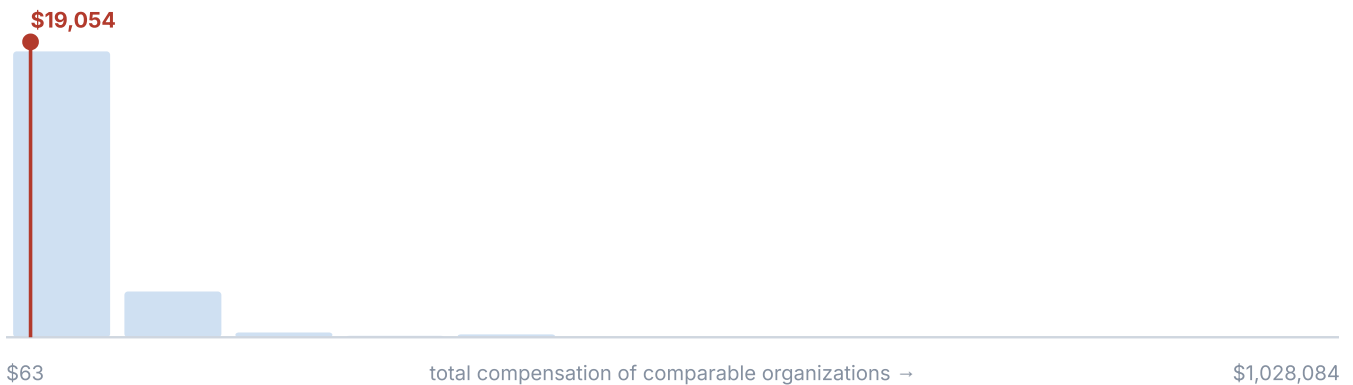 $19,054
$63
total compensation of comparable organizations →
$1,028,084